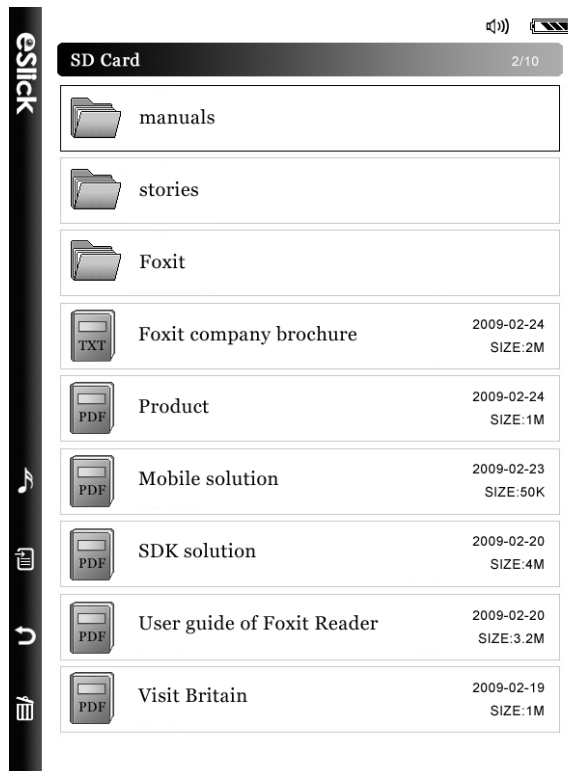 eSlick
SD Card 2/10
manuals
stories
Foxit
TXT
Foxit company brochure
2009-02-24
SIZE:2M
PDF
Product
2009-02-24
SIZE:1M
PDF
Mobile solution
2009-02-23
SIZE:50K
PDF
SDK solution
2009-02-20
SIZE:4M
PDF
User guide of Foxit Reader
2009-02-20
SIZE:3.2M
PDF
Visit Britain
2009-02-19
SIZE:1M